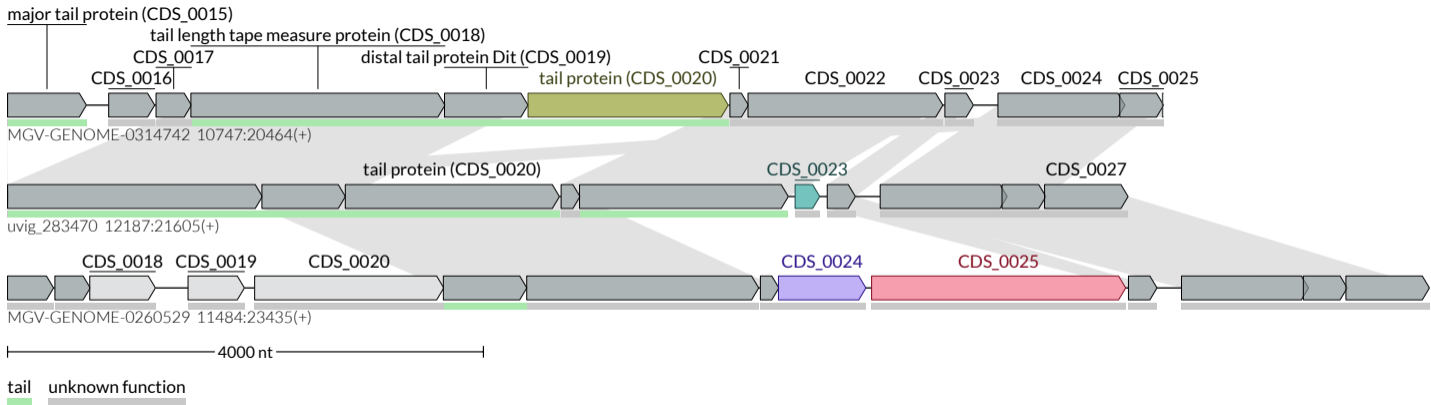 major tail protein (CDS_0015)
tail length tape measure protein (CDS_0018)
CDS_0017
distal tail protein Dit (CDS_0019)
CDS_0021
CDS_0016
tail protein (CDS_0020)
CDS_0022
CDS_0023
CDS_0024
CDS_0025
MGV-GENOME-0314742 10747:20464(+)
tail protein (CDS_0020)
CDS_0023
CDS_0027
uvig_283470 12187:21605(+)
CDS_0018
CDS_0019
CDS_0020
CDS_0024
CDS_0025
MGV-GENOME-0260529 11484:23435(+)
4000 nt
tail
unknown function